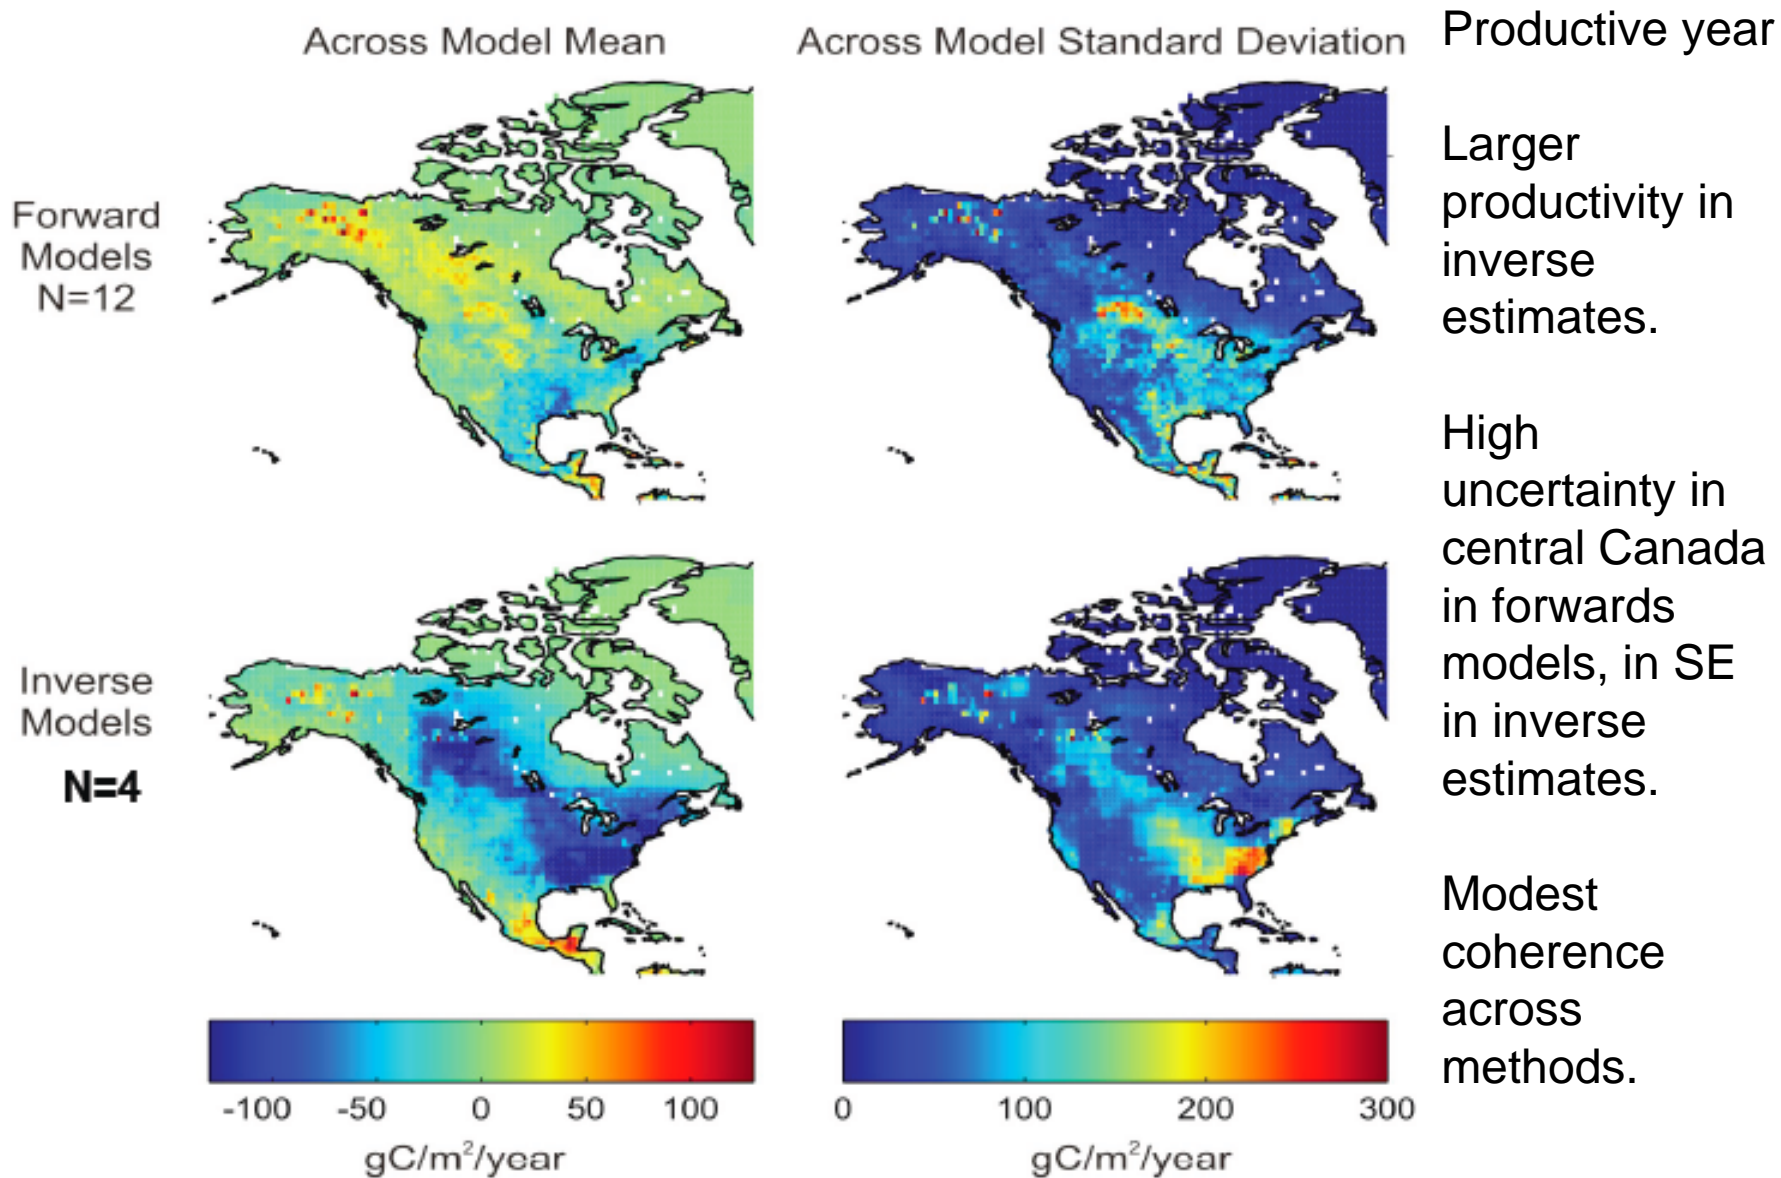 Across Model Mean
Across Model Standard Deviation
Forward
Models
N=12
Inverse
Models
N=4
-100 -50 0 50 100
gC/m²/year
0 100 200 300
gC/m²/year
Productive year
Larger
productivity in
inverse
estimates.
High
uncertainty in
central Canada
in forwards
models, in SE
in inverse
estimates.
Modest
coherence
across
methods.